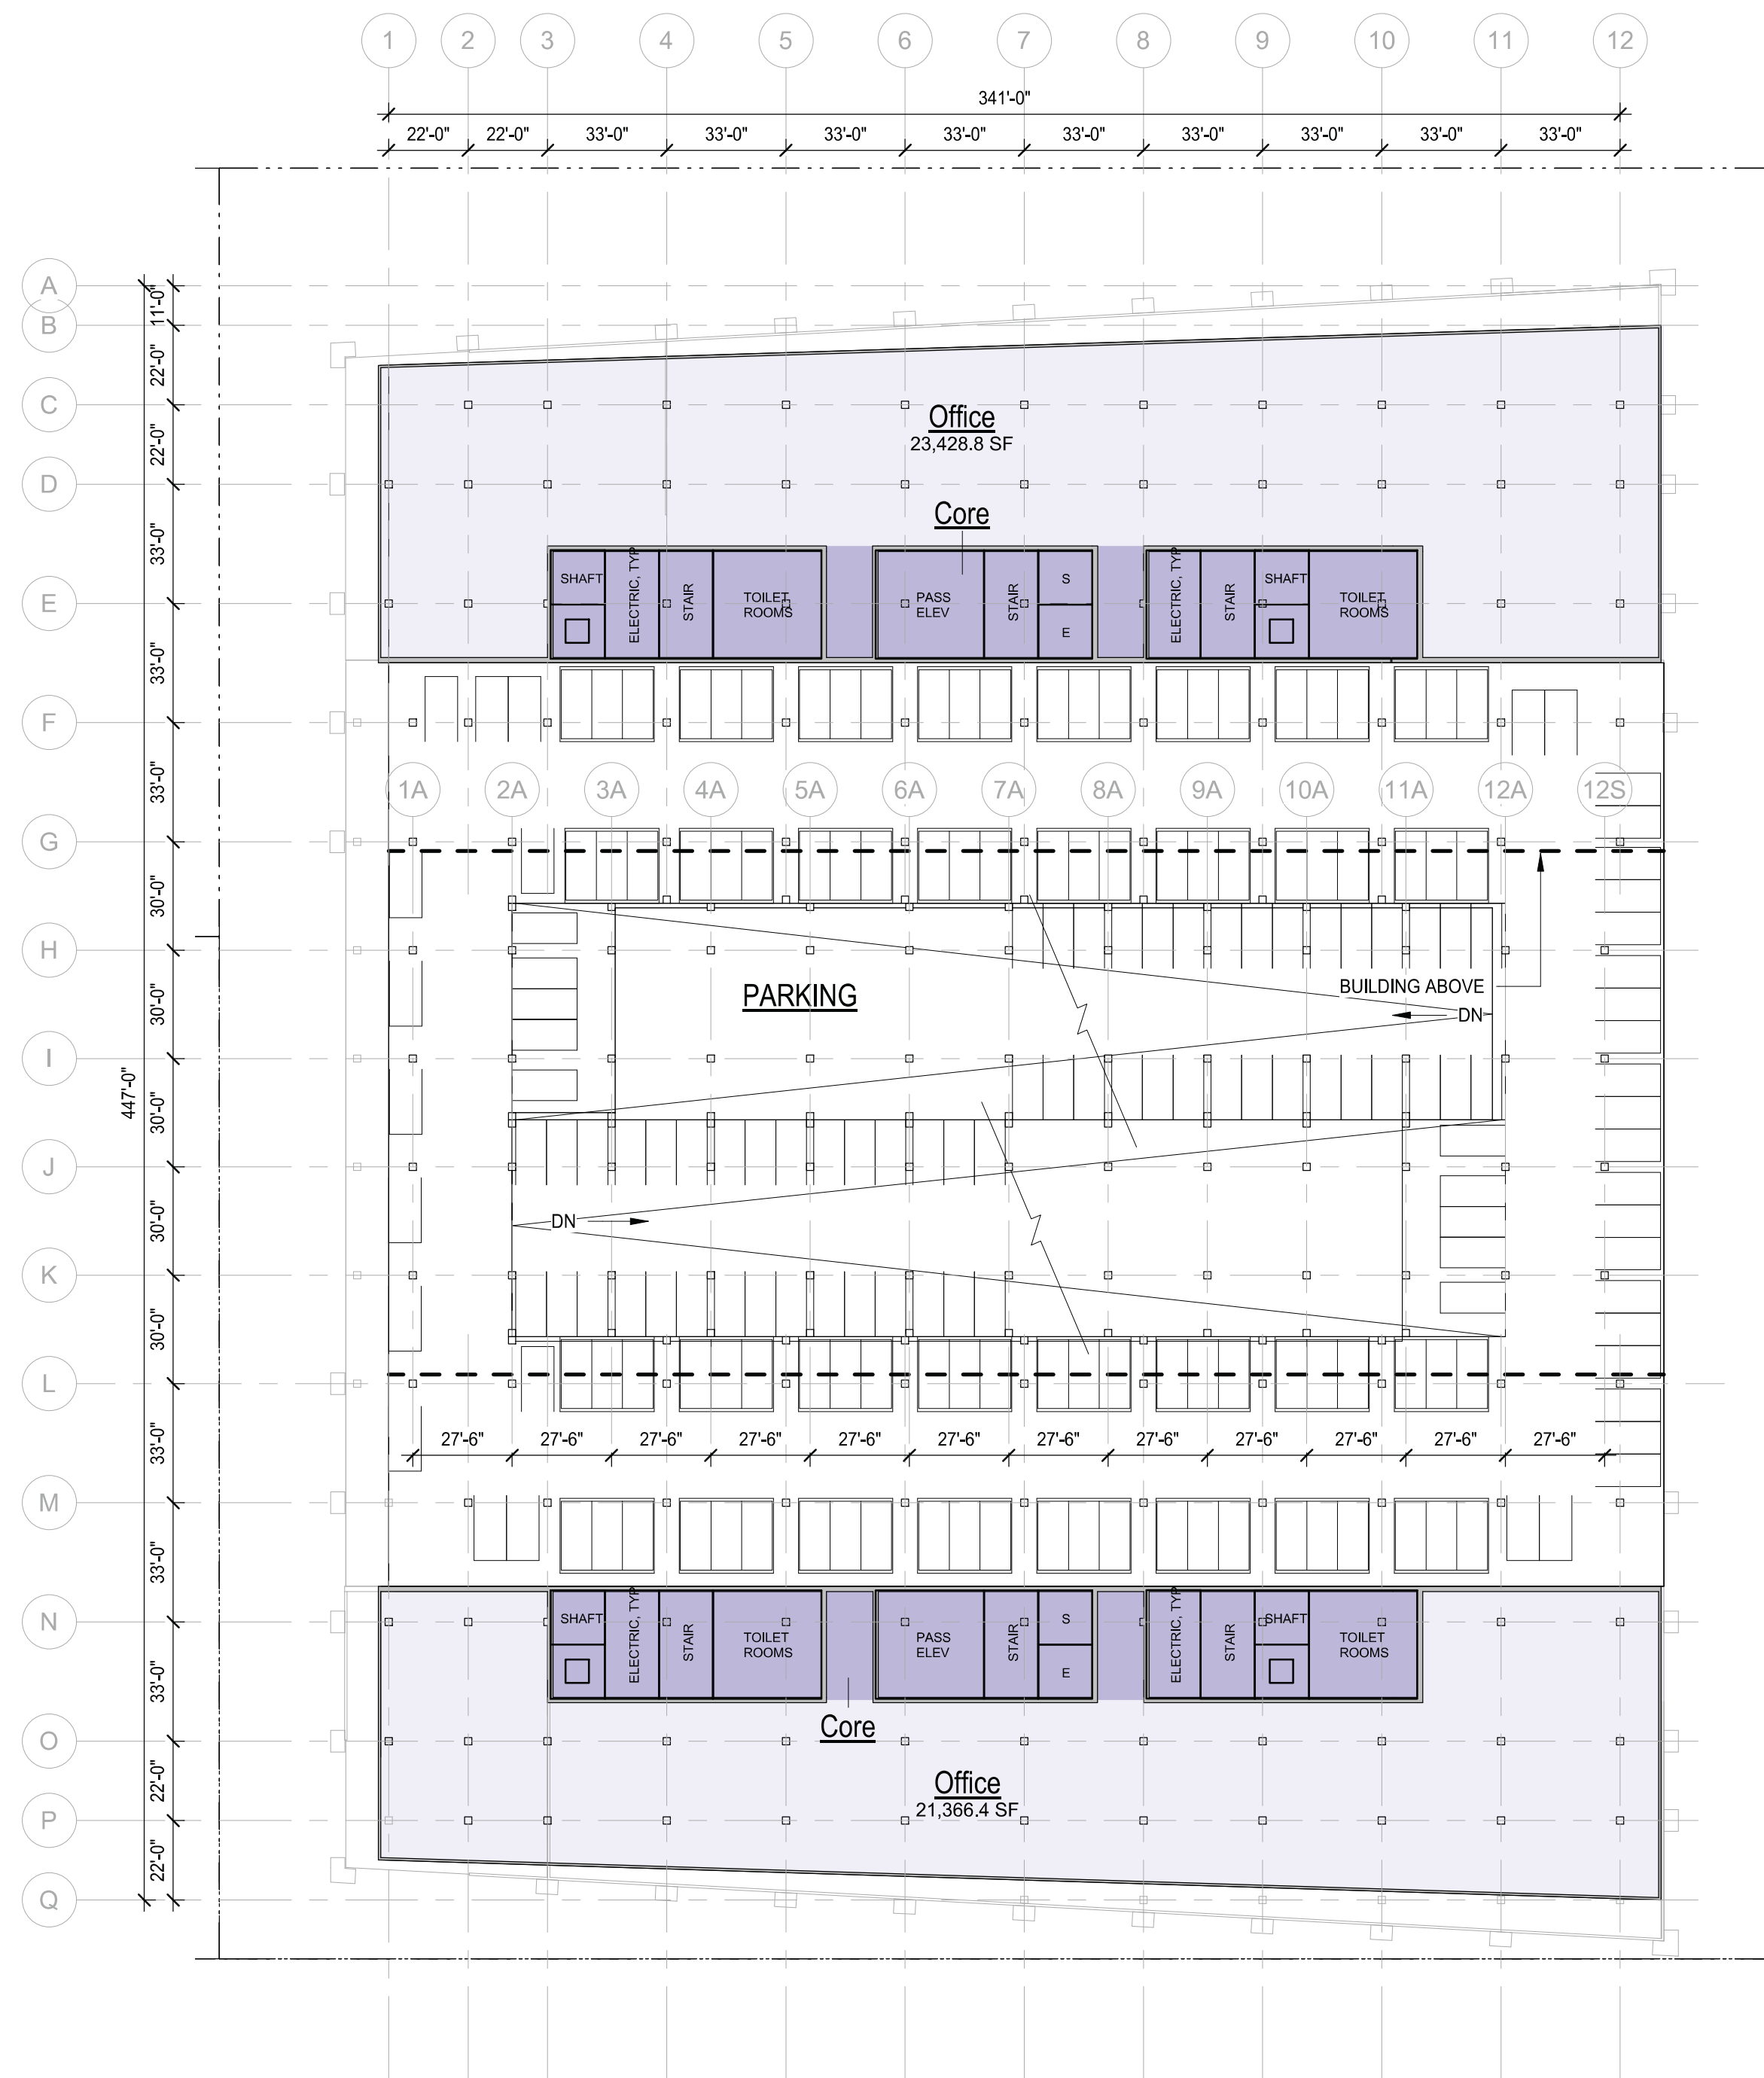 1 2 3 4 5 6 7 8 9 10 11 12
341'-0"
22'-0" 22'-0" 33'-0" 33'-0" 33'-0" 33'-0" 33'-0" 33'-0" 33'-0" 33'-0" 33'-0"
A
11'-0"
B
22'-0"
C
Office
23,428.8 SF
22'-0"
D
Core
33'-0"
SHAFT
ELECTRIC, TYP
STAIR
TOILET
ROOMS
PASS
ELEV
STAIR
S
E
ELECTRIC, TYP
STAIR
SHAFT
TOILET
ROOMS
E
33'-0"
F
33'-0"
1A 2A 3A 4A 5A 6A 7A 8A 9A 10A 11A 12A 12S
G
30'-0"
H
BUILDING ABOVE
PARKING
30'-0"
DN
I
447'-0"
30'-0"
J
30'-0"
DN
K
30'-0"
L
33'-0"
27'-6" 27'-6" 27'-6" 27'-6" 27'-6" 27'-6" 27'-6" 27'-6" 27'-6" 27'-6" 27'-6" 27'-6"
M
33'-0"
N
SHAFT
ELECTRIC, TYP
STAIR
TOILET
ROOMS
PASS
ELEV
STAIR
S
E
ELECTRIC, TYP
STAIR
SHAFT
TOILET
ROOMS
33'-0"
Core
O
22'-0"
Office
21,366.4 SF
P
22'-0"
Q